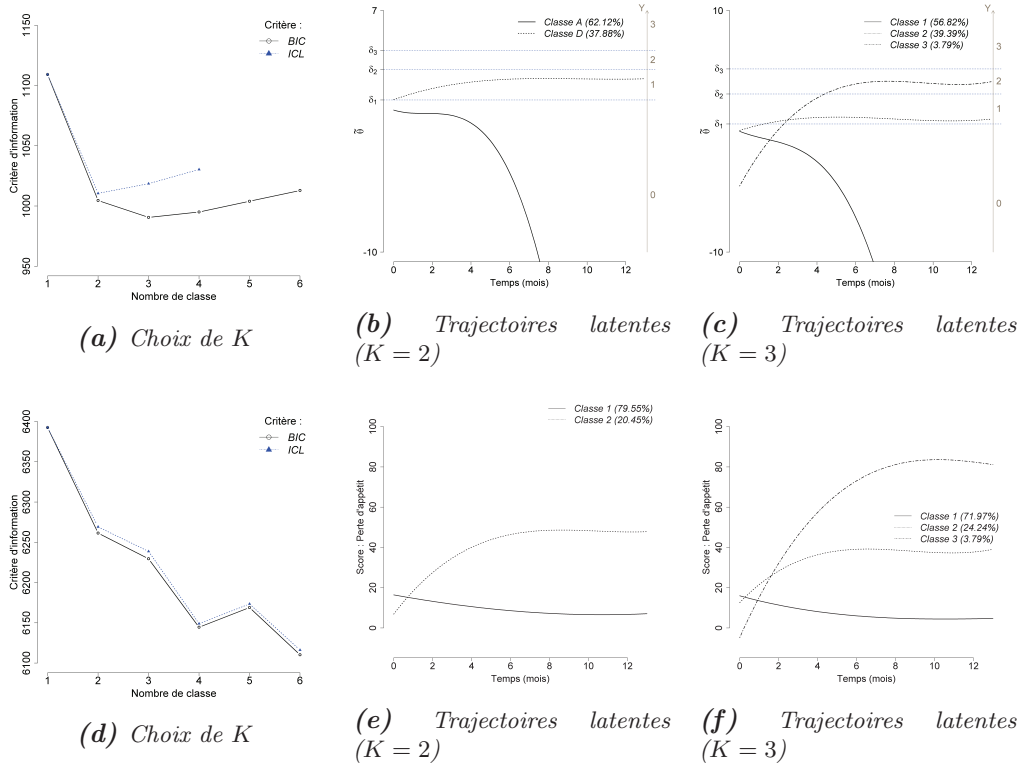 1150
1100
1050
1000
950
Critère d'information
Critère :
BIC
ICL
1 2 3 4 5 6
Nombre de classe
(a) Choix de K
7
δ3
δ2
δ1
θ̃
-10
Classe A (62.12%)
Classe D (37.88%)
Y
3
2
1
0
0 2 4 6 8 10 12
Temps (mois)
(b) Trajectoires latentes
(K = 2)
10
δ3
δ2
δ1
θ̃
-10
Classe 1 (56.82%)
Classe 2 (39.39%)
Classe 3 (3.79%)
Y
3
2
1
0
0 2 4 6 8 10 12
Temps (mois)
(c) Trajectoires latentes
(K = 3)
6400
6350
6300
6250
6200
6150
6100
Critère d'information
Critère :
BIC
ICL
1 2 3 4 5 6
Nombre de classe
(d) Choix de K
Classe 1 (79.55%)
Classe 2 (20.45%)
100
80
60
40
20
0
Score : Perte d'appétit
0 2 4 6 8 10 12
Temps (mois)
(e) Trajectoires latentes
(K = 2)
100
80
60
40
20
0
Score : Perte d'appétit
Classe 1 (71.97%)
Classe 2 (24.24%)
Classe 3 (3.79%)
0 2 4 6 8 10 12
Temps (mois)
(f) Trajectoires latentes
(K = 3)